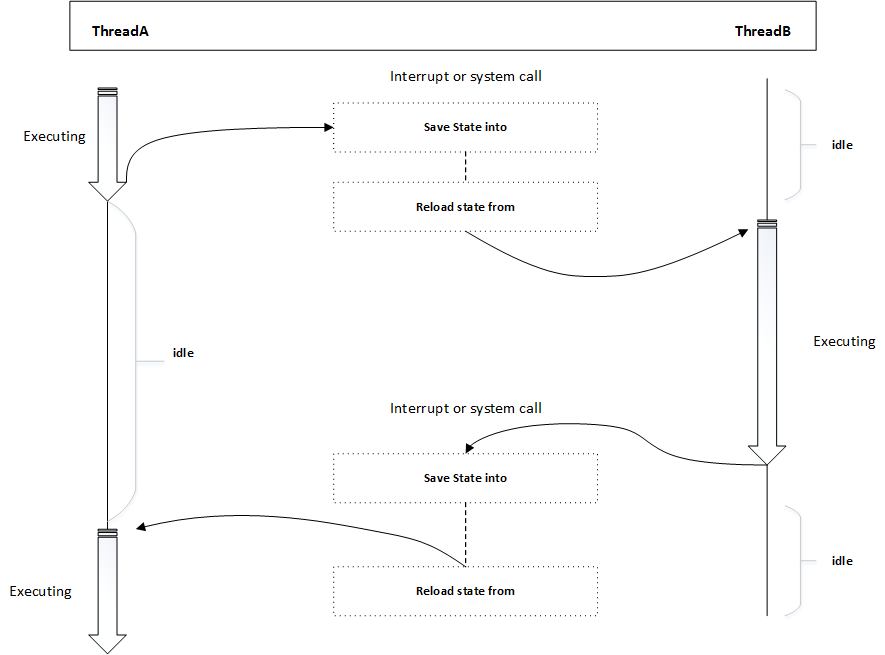 ThreadA
ThreadB
Interrupt or system call
Executing
Save State into
idle
Reload state from
Executing
idle
Interrupt or system call
Save State into
idle
Executing
Reload state from